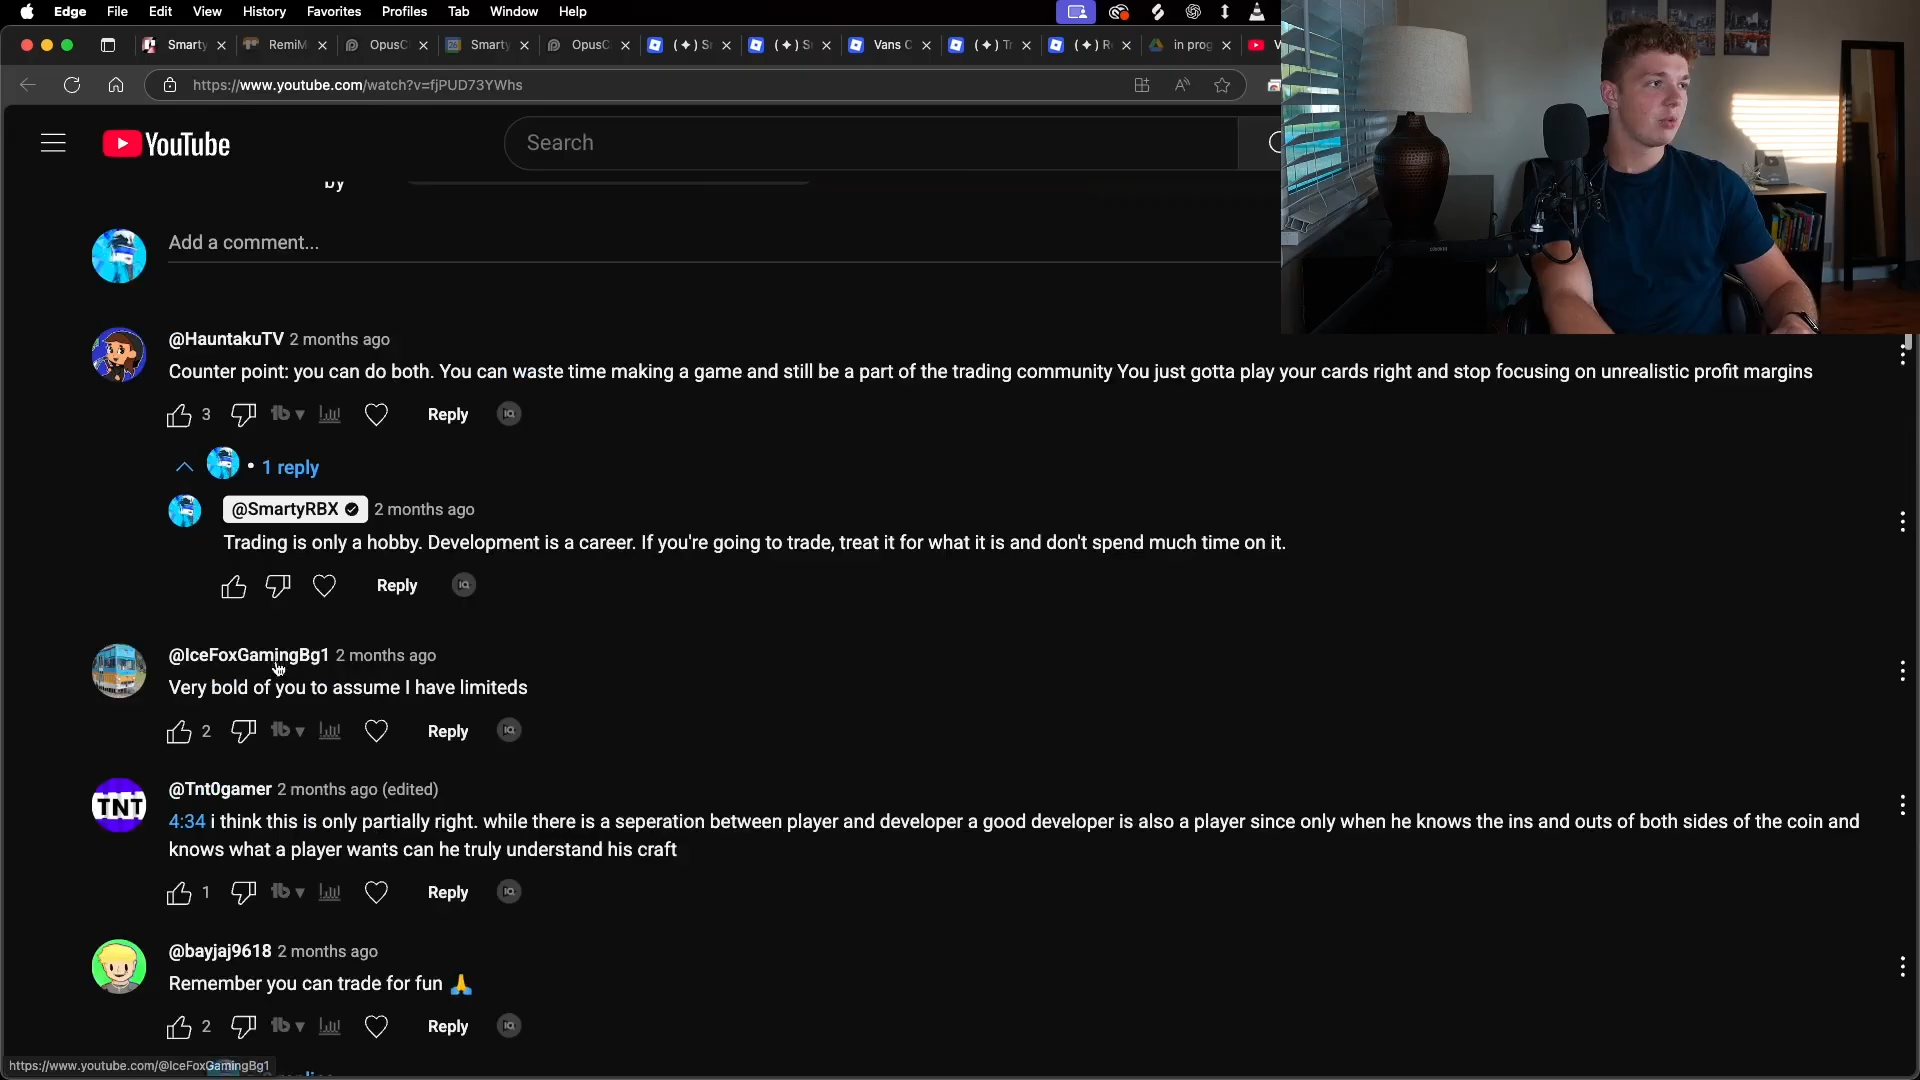 Edge File Edit View History Favorites Profiles Tab Window Help
Smarty RemiM OpusC Smarty OpusC Vans C in prog
https://www.youtube.com/watch?v=fjPUD73YWhs
YouTube
Search
by
Add a comment...
@HauntakuTV 2 months ago
Counter point: you can do both. You can waste time making a game and still be a part of the trading community You just gotta play your cards right and stop focusing on unrealistic profit margins
3 Reply
• 1 reply
@SmartyRBX 2 months ago
Trading is only a hobby. Development is a career. If you're going to trade, treat it for what it is and don't spend much time on it.
Reply
@IceFoxGamingBg1 2 months ago
Very bold of you to assume I have limiteds
2 Reply
TNT
@Tnt0gamer 2 months ago (edited)
4:34 i think this is only partially right. while there is a seperation between player and developer a good developer is also a player since only when he knows the ins and outs of both sides of the coin and
knows what a player wants can he truly understand his craft
1 Reply
@bayjaj9618 2 months ago
Remember you can trade for fun 🙏
2 Reply
https://www.youtube.com/@IceFoxGamingBg1